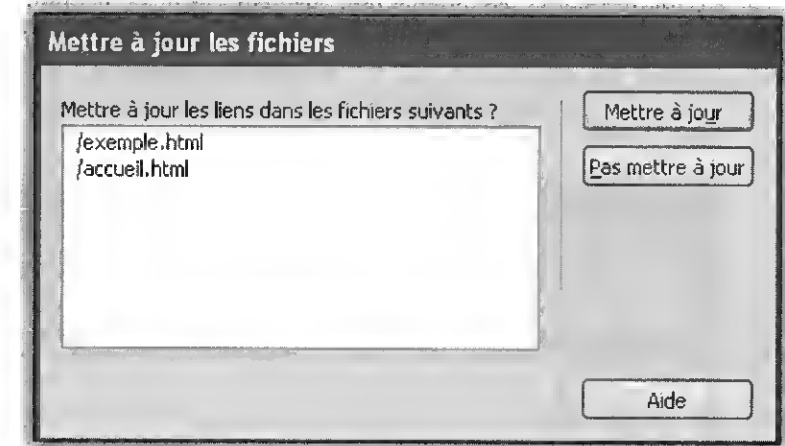 Mettre à jour les fichiers
Mettre à jour les liens dans les fichiers suivants ?
/exemple.html
/accueil.html
Mettre à jour
Pas mettre à jour
Aide